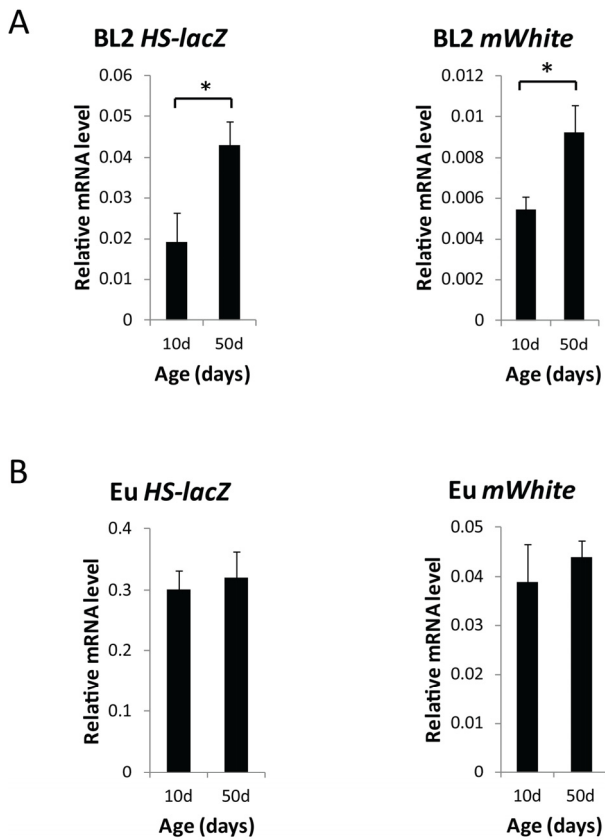 A
BL2 HS-lacZ
Relative mRNA level
0.06
0.05
0.04
0.03
0.02
0.01
0
*
10d 50d
Age (days)
BL2 mWhite
Relative mRNA level
0.012
0.01
0.008
0.006
0.004
0.002
0
*
10d 50d
Age (days)
B
Eu HS-lacZ
Relative mRNA level
0.4
0.3
0.2
0.1
0
10d 50d
Age (days)
Eu mWhite
Relative mRNA level
0.05
0.04
0.03
0.02
0.01
0
10d 50d
Age (days)